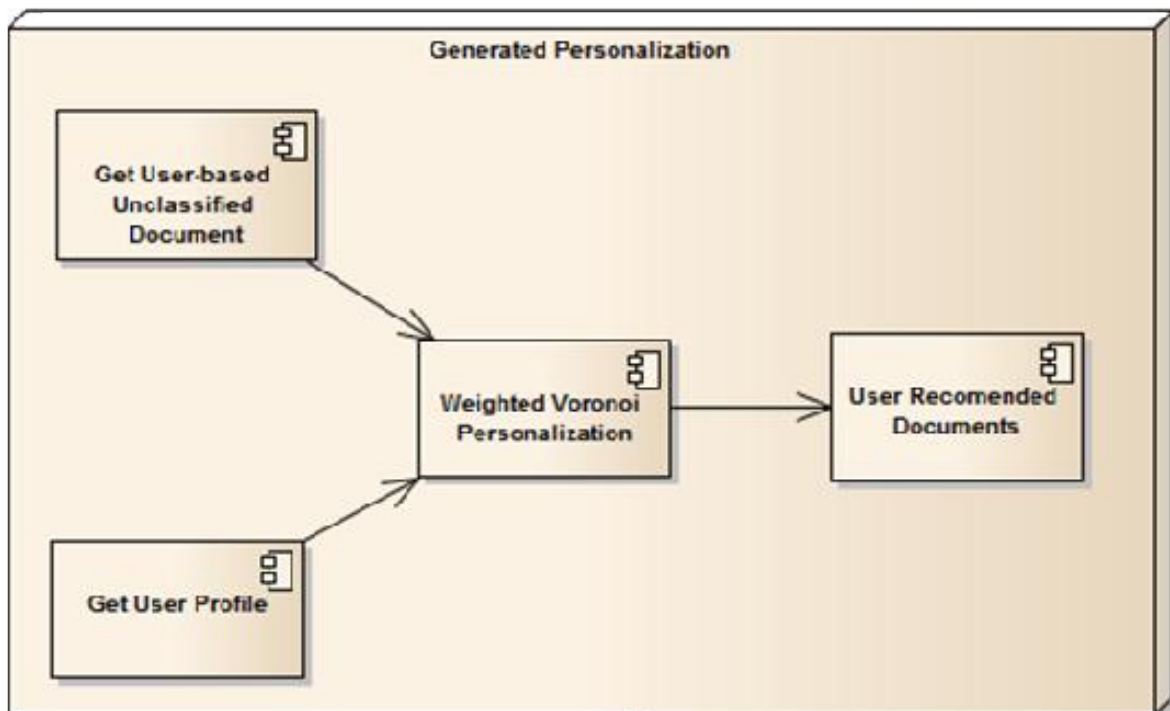 Generated Personalization
Get User-based
Unclassified
Document
Weighted Voronoi
Personalization
User Recomended
Documents
Get User Profile